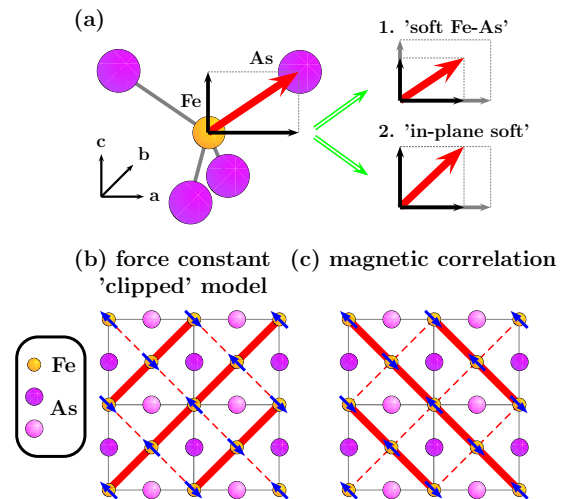 (a)
1. 'soft Fe-As'
As
Fe
2. 'in-plane soft'
c
b
a
(b) force constant
'clipped' model
(c) magnetic correlation
Fe
As